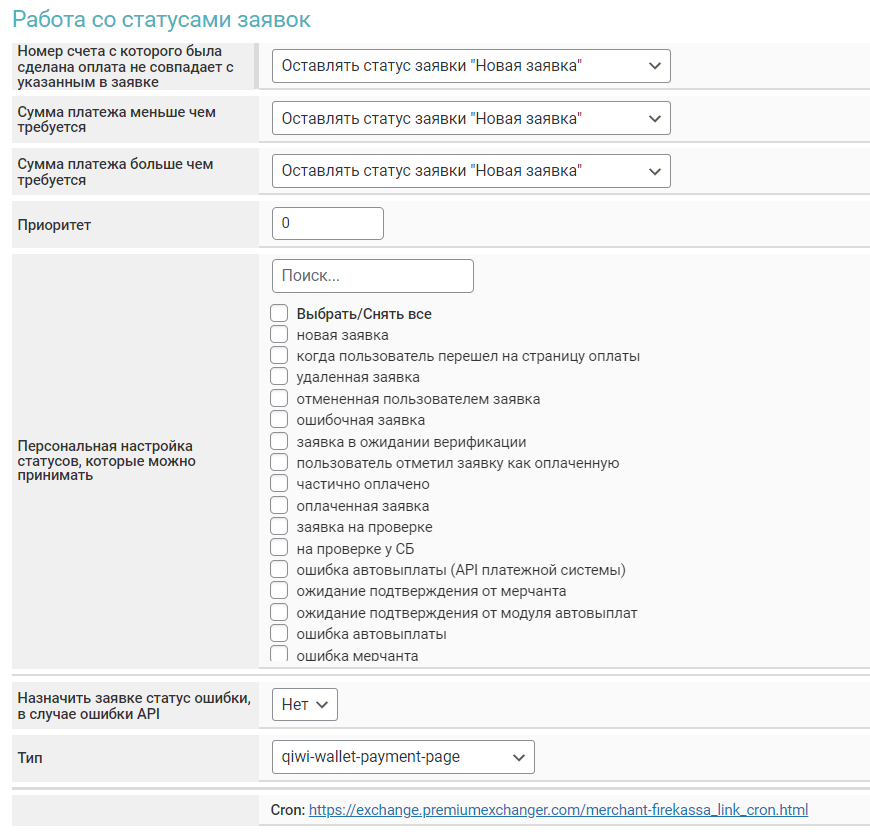 Работа со статусами заявок
Номер счета с которого была
сделана оплата не совпадает с
указанным в заявке
Оставлять статус заявки "Новая заявка"
Сумма платежа меньше чем
требуется
Оставлять статус заявки "Новая заявка"
Сумма платежа больше чем
требуется
Оставлять статус заявки "Новая заявка"
Приоритет
0
Персональная настройка
статусов, которые можно
принимать
Поиск...
Выбрать/Снять все
новая заявка
когда пользователь перешел на страницу оплаты
удаленная заявка
отмененная пользователем заявка
ошибочная заявка
заявка в ожидании верификации
пользователь отметил заявку как оплаченную
частично оплачено
оплаченная заявка
заявка на проверке
на проверке у СБ
ошибка автовыплаты (API платежной системы)
ожидание подтверждения от мерчанта
ожидание подтверждения от модуля автовыплат
ошибка автовыплаты
ошибка мерчанта
Назначить заявке статус ошибки,
в случае ошибки API
Нет
Тип
qiwi-wallet-payment-page
Cron: https://exchange.premiumexchanger.com/merchant-firekassa_link_cron.html